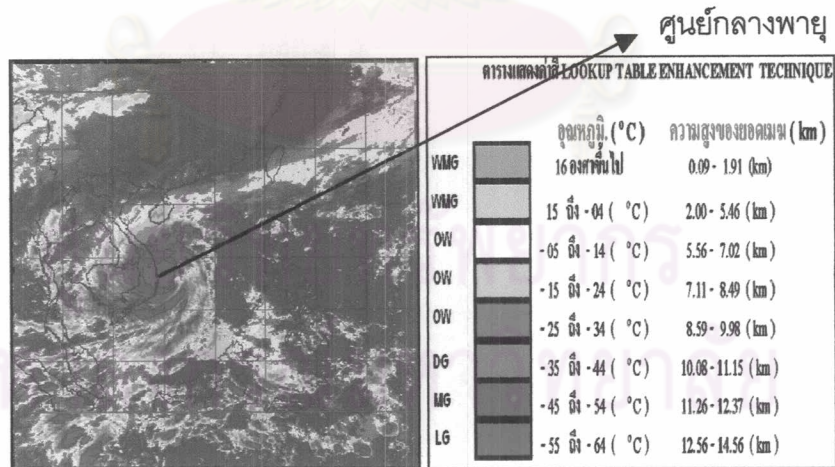 ศูนย์กลางพายุ
ตารางแสดงค่าสี LOOKUP TABLE ENHANCEMENT TECHNIQUE
อุณหภูมิ.(°C) ความสูงของยอดเมฆ (km)
WMG 16 องศาขึ้นไป 0.09 - 1.91 (km)
WMG 15 ถึง - 04 ( °C) 2.00 - 5.46 (km)
OW - 05 ถึง - 14 ( °C) 5.56 - 7.02 (km)
OW - 15 ถึง - 24 ( °C) 7.11 - 8.49 (km)
OW - 25 ถึง - 34 ( °C) 8.59 - 9.98 (km)
DG - 35 ถึง - 44 ( °C) 10.08 - 11.15 (km)
MG - 45 ถึง - 54 ( °C) 11.26 - 12.37 (km)
LG - 55 ถึง - 64 ( °C) 12.56 - 14.56 (km)